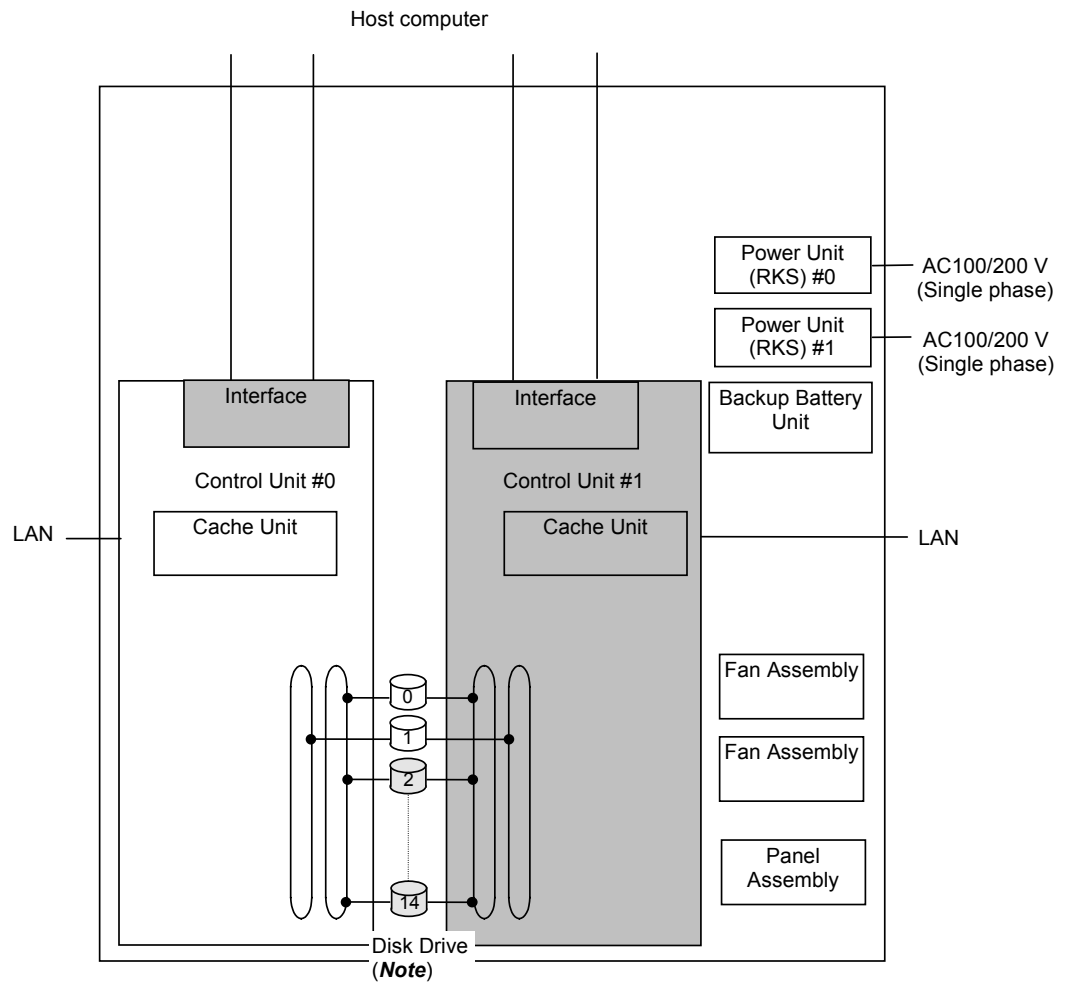 Host computer
Power Unit
(RKS) #0
AC100/200 V
(Single phase)
Power Unit
(RKS) #1
AC100/200 V
(Single phase)
Interface
Interface
Backup Battery
Unit
Control Unit #0
Control Unit #1
LAN
Cache Unit
Cache Unit
LAN
0
1
2
14
Fan Assembly
Fan Assembly
Panel
Assembly
Disk Drive
(Note)